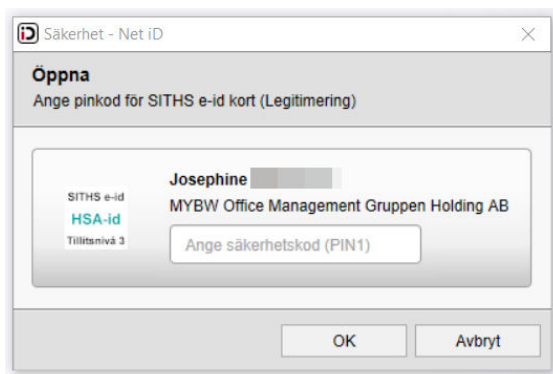 iD Säkerhet - Net iD
Öppna
Ange pinkod för SITHS e-id kort (Legitimering)
SITHS e-id
HSA-id
Tillitsnivå 3
Josephine
MYBW Office Management Gruppen Holding AB
Ange säkerhetskod (PIN1)
OK
Avbryt